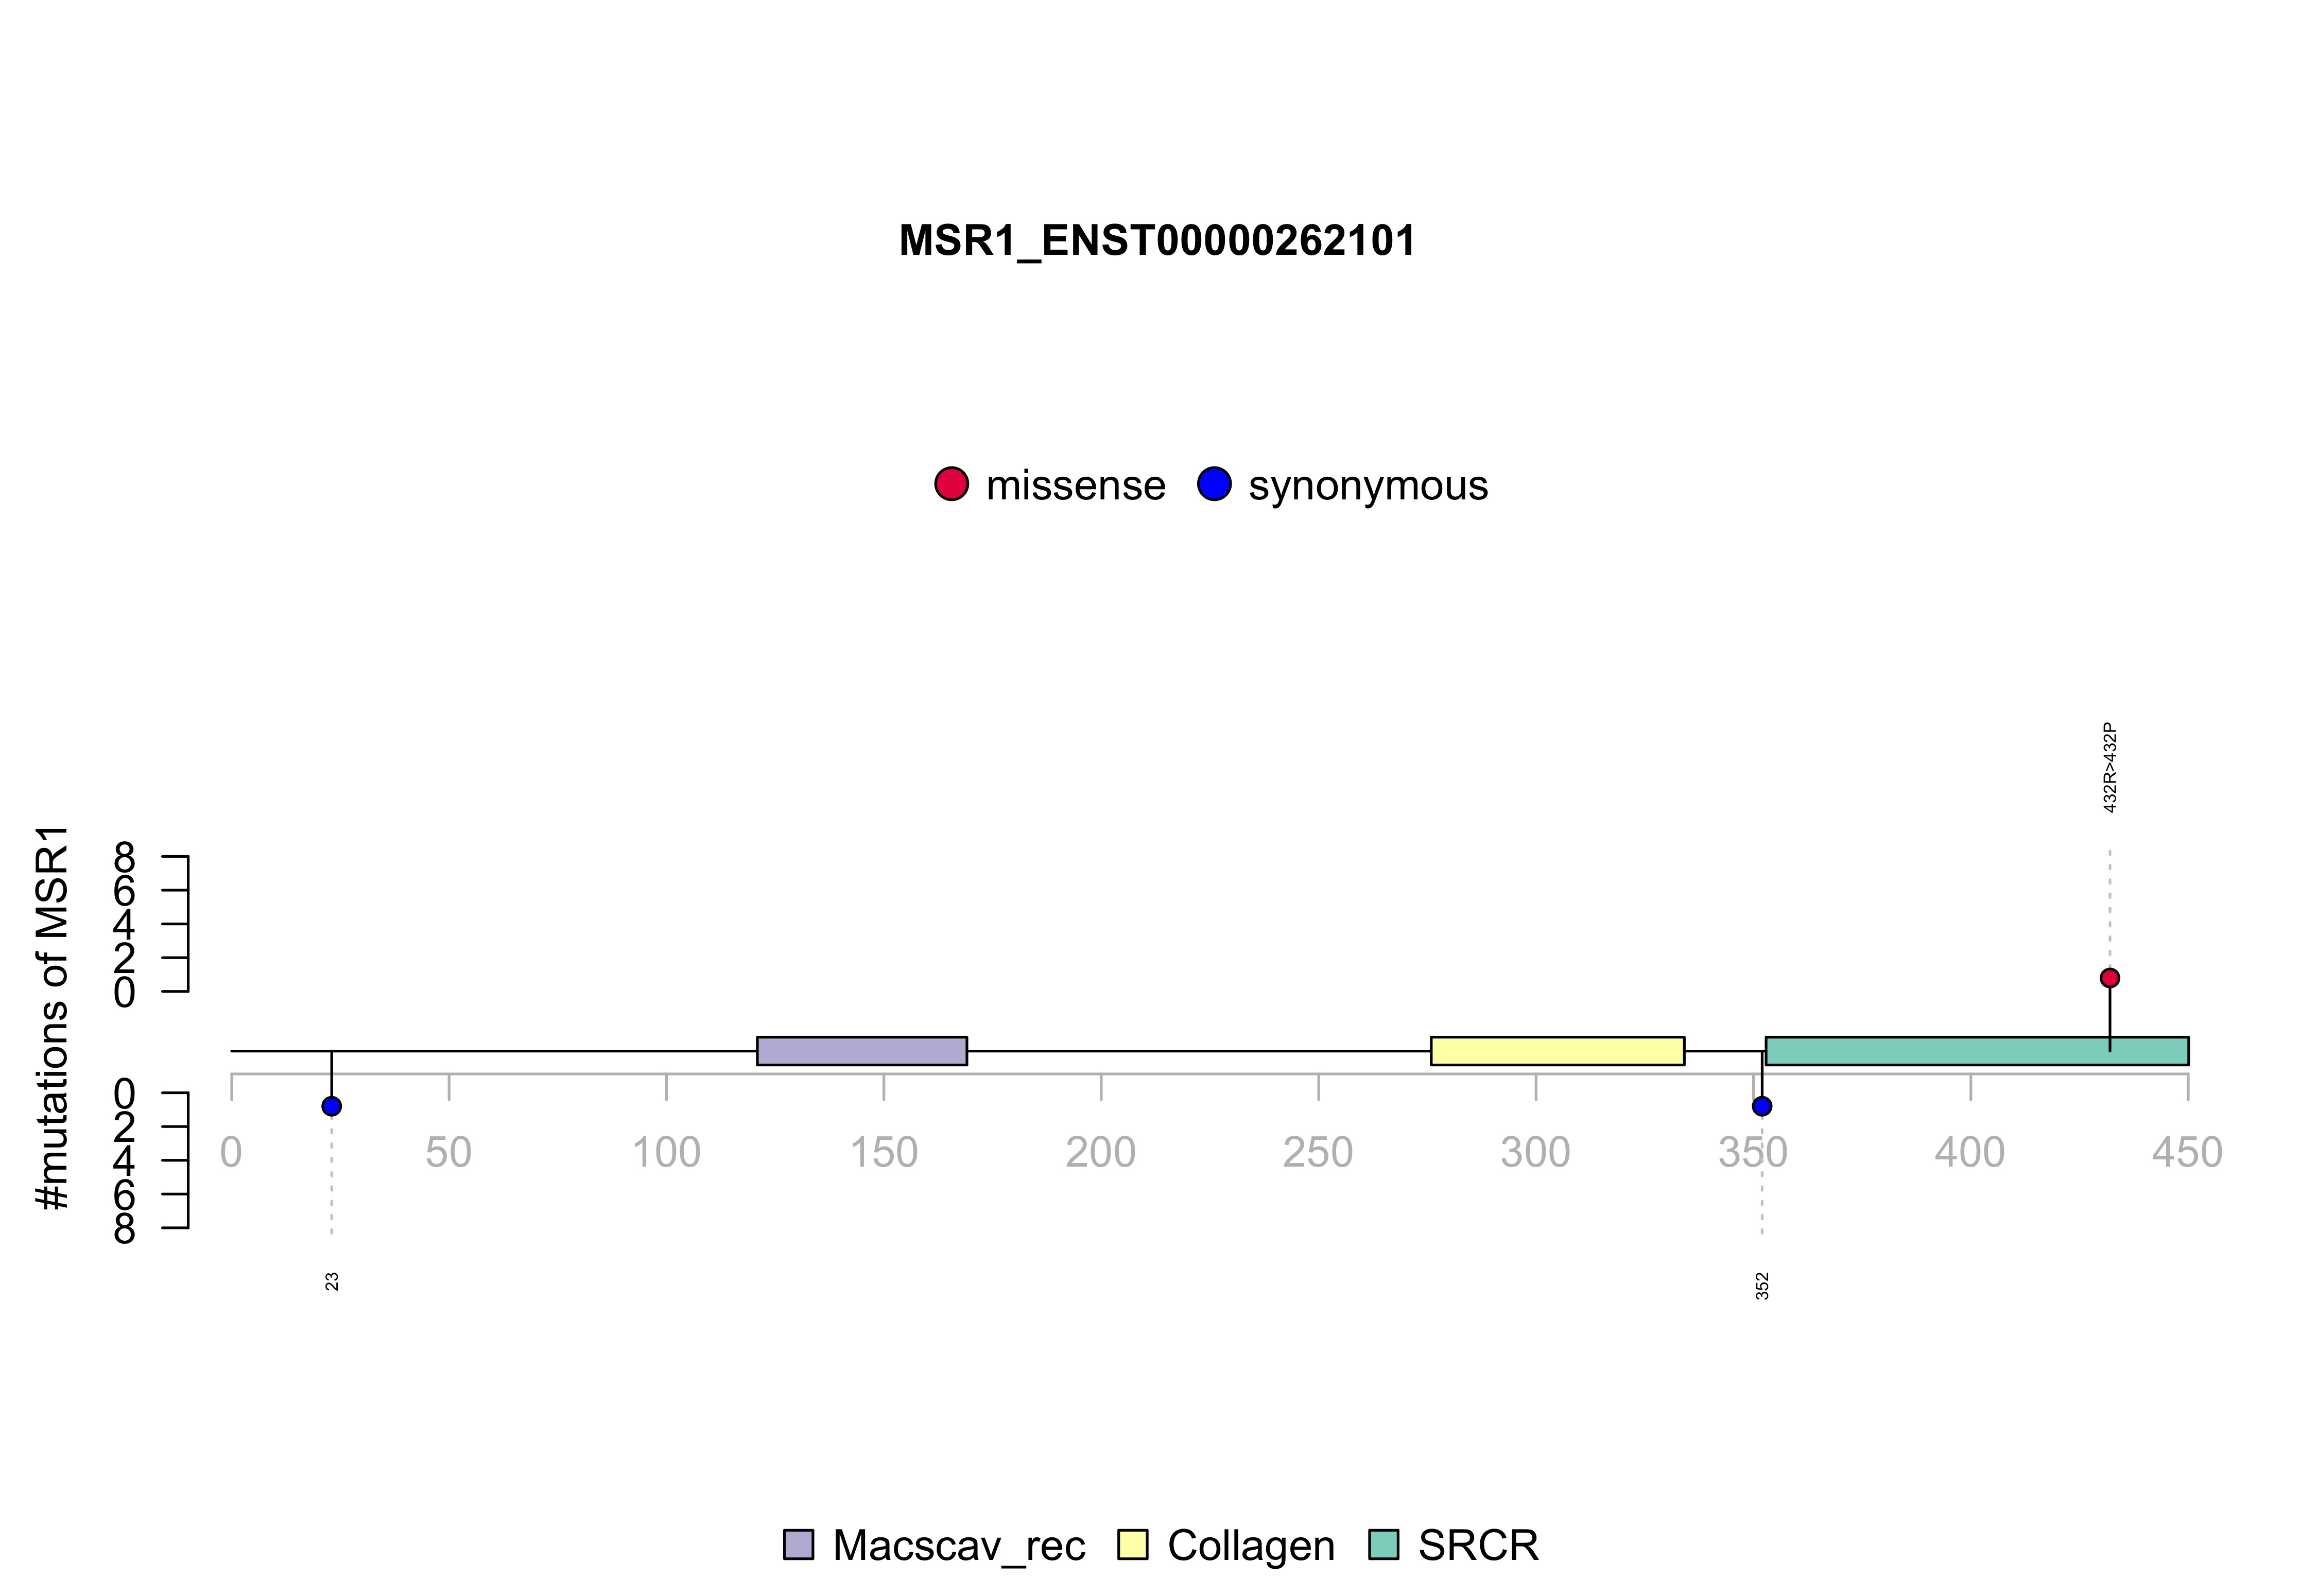 MSR1_ENST00000262101
missense synonymous
432R>432P
#mutations of MSR1
8
6
4
2
0
0
2
4
6
8
0 50 100 150 200 250 300 350 400 450
23 352
Macscav_rec Collagen SRCR